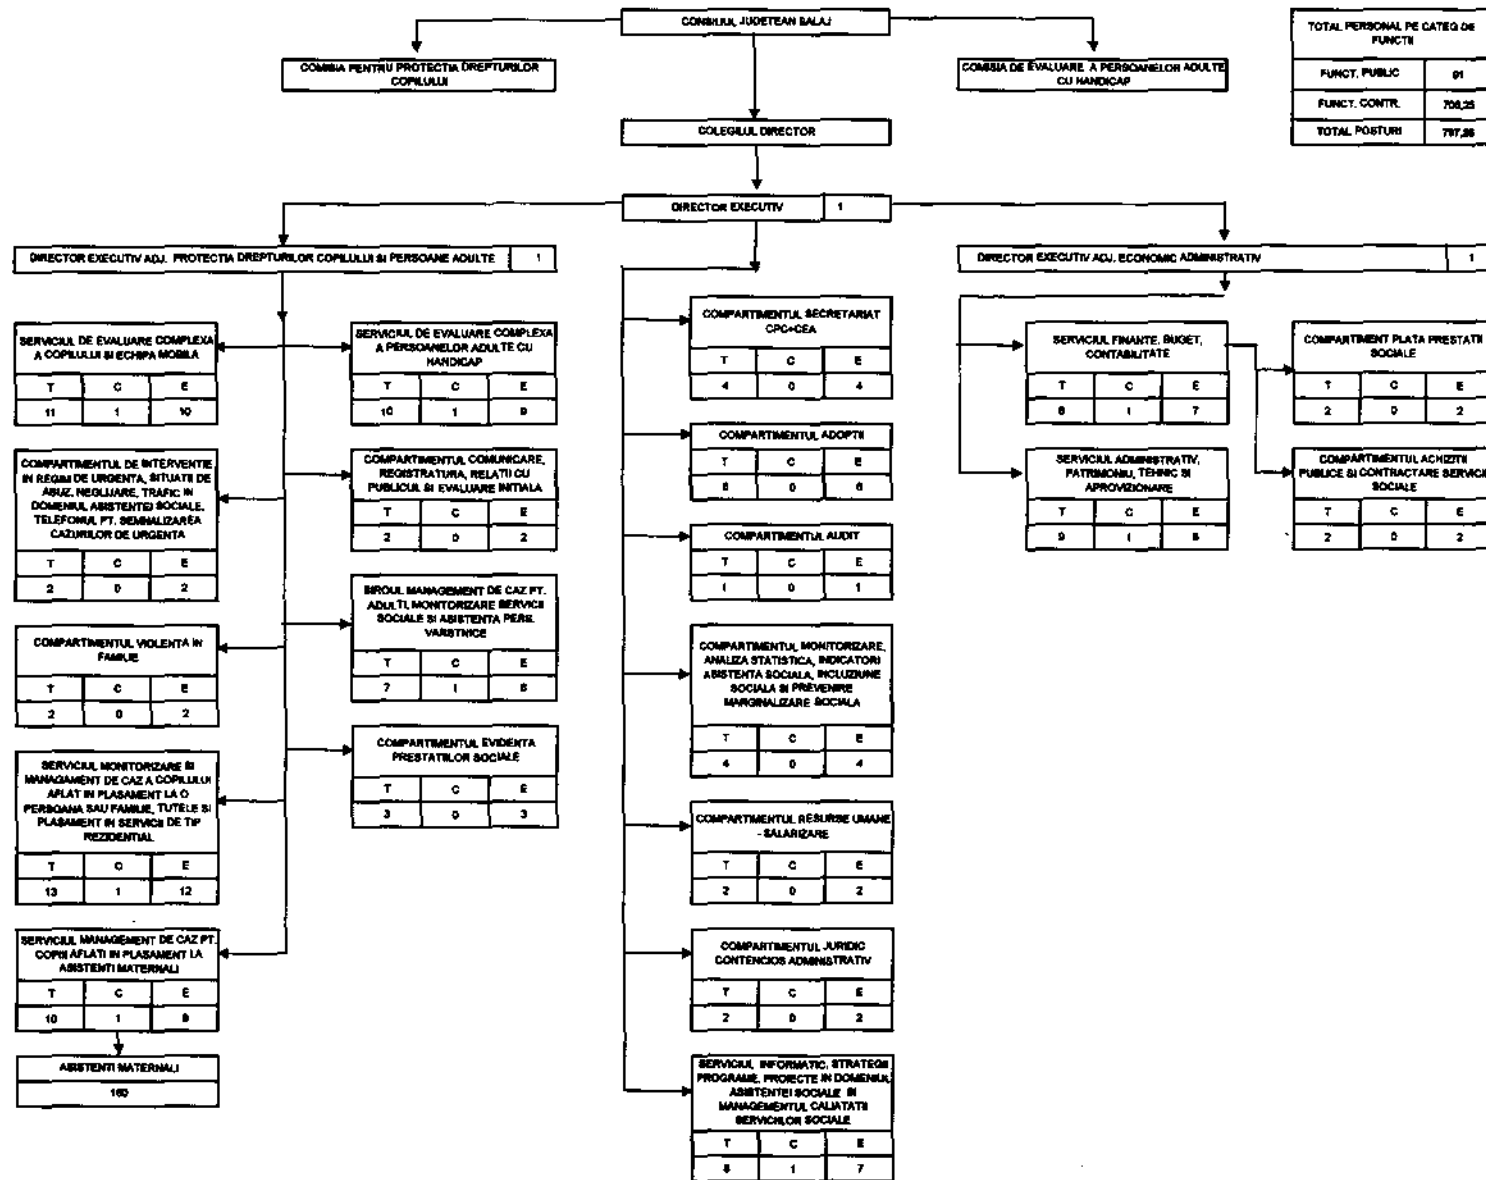 CONSILIUL JUDETEAN SALAJ
COMISIA PENTRU PROTECTIA DREPTURILOR
COPILULUI
COMISIA DE EVALUARE A PERSOANELOR ADULTE
CU HANDICAP
TOTAL PERSONAL PE CATEG DE
FUNCTII
FUNCT. PUBLIC 91
FUNCT. CONTR. 706,25
TOTAL POSTURI 797,25
COLEGIUL DIRECTOR
DIRECTOR EXECUTIV 1
DIRECTOR EXECUTIV ADJ. PROTECTIA DREPTURILOR COPILULUI SI PERSOANE ADULTE 1
DIRECTOR EXECUTIV ADJ. ECONOMIC ADMINISTRATIV 1
SERVICIUL DE EVALUARE COMPLEXA
A COPILULUI SI ECHIPA MOBILA
T C E
11 1 10
COMPARTIMENTUL DE INTERVENTIE
IN REGIM DE URGENTA, SITUATII DE
ABUZ, NEGLIJARE, TRAFIC IN
DOMENIUL ASISTENTEI SOCIALE,
TELEFONUL PT. SEMNALIZAREA
CAZURILOR DE URGENTA
T C E
2 0 2
COMPARTIMENTUL VIOLENTA IN
FAMILIE
T C E
2 0 2
SERVICIUL MONITORIZARE SI
MANAGAMENT DE CAZ A COPILULUI
AFLAT IN PLASAMENT LA O
PERSOANA SAU FAMILIE, TUTELE SI
PLASAMENT IN SERVICII DE TIP
REZIDENTIAL
T C E
13 1 12
SERVICIUL MANAGEMENT DE CAZ PT.
COPIII AFLATI IN PLASAMENT LA
ASISTENTI MATERNALI
T C E
10 1 9
ASISTENTI MATERNALI
160
SERVICIUL DE EVALUARE COMPLEXA
A PERSOANELOR ADULTE CU
HANDICAP
T C E
10 1 9
COMPARTIMENTUL COMUNICARE,
REGISTRATURA, RELATII CU
PUBLICUL SI EVALUARE INITIALA
T C E
2 0 2
BIROUL MANAGEMENT DE CAZ PT.
ADULTI, MONITORIZARE SERVICII
SOCIALE SI ASISTENTA PERS.
VARSTNICE
T C E
7 1 6
COMPARTIMENTUL EVIDENTA
PRESTATIILOR SOCIALE
T C E
3 0 3
COMPARTIMENTUL SECRETARIAT
CPC+CEA
T C E
4 0 4
COMPARTIMENTUL ADOPTII
T C E
6 0 6
COMPARTIMENTUL AUDIT
T C E
1 0 1
COMPARTIMENTUL MONITORIZARE,
ANALIZA STATISTICA, INDICATORI
ASISTENTA SOCIALA, INCLUZIUNE
SOCIALA SI PREVENIRE
MARGINALIZARE SOCIALA
T C E
4 0 4
COMPARTIMENTUL RESURSE UMANE
- SALARIZARE
T C E
2 0 2
COMPARTIMENTUL JURIDIC
CONTENCIOS ADMINISTRATIV
T C E
2 0 2
SERVICIUL INFORMATIC, STRATEGII
PROGRAME, PROIECTE IN DOMENIUL
ASISTENTEI SOCIALE SI
MANAGEMENTUL CALIATATII
SERVICIILOR SOCIALE
T C E
8 1 7
SERVICIUL FINANTE, BUGET,
CONTABILITATE
T C E
8 1 7
SERVICIUL ADMINISTRATIV,
PATRIMONIU, TEHNIC SI
APROVIZIONARE
T C E
9 1 8
COMPARTIMENT PLATA PRESTATII
SOCIALE
T C E
2 0 2
COMPARTIMENTUL ACHIZITII
PUBLICE SI CONTRACTARE SERVICII
SOCIALE
T C E
2 0 2